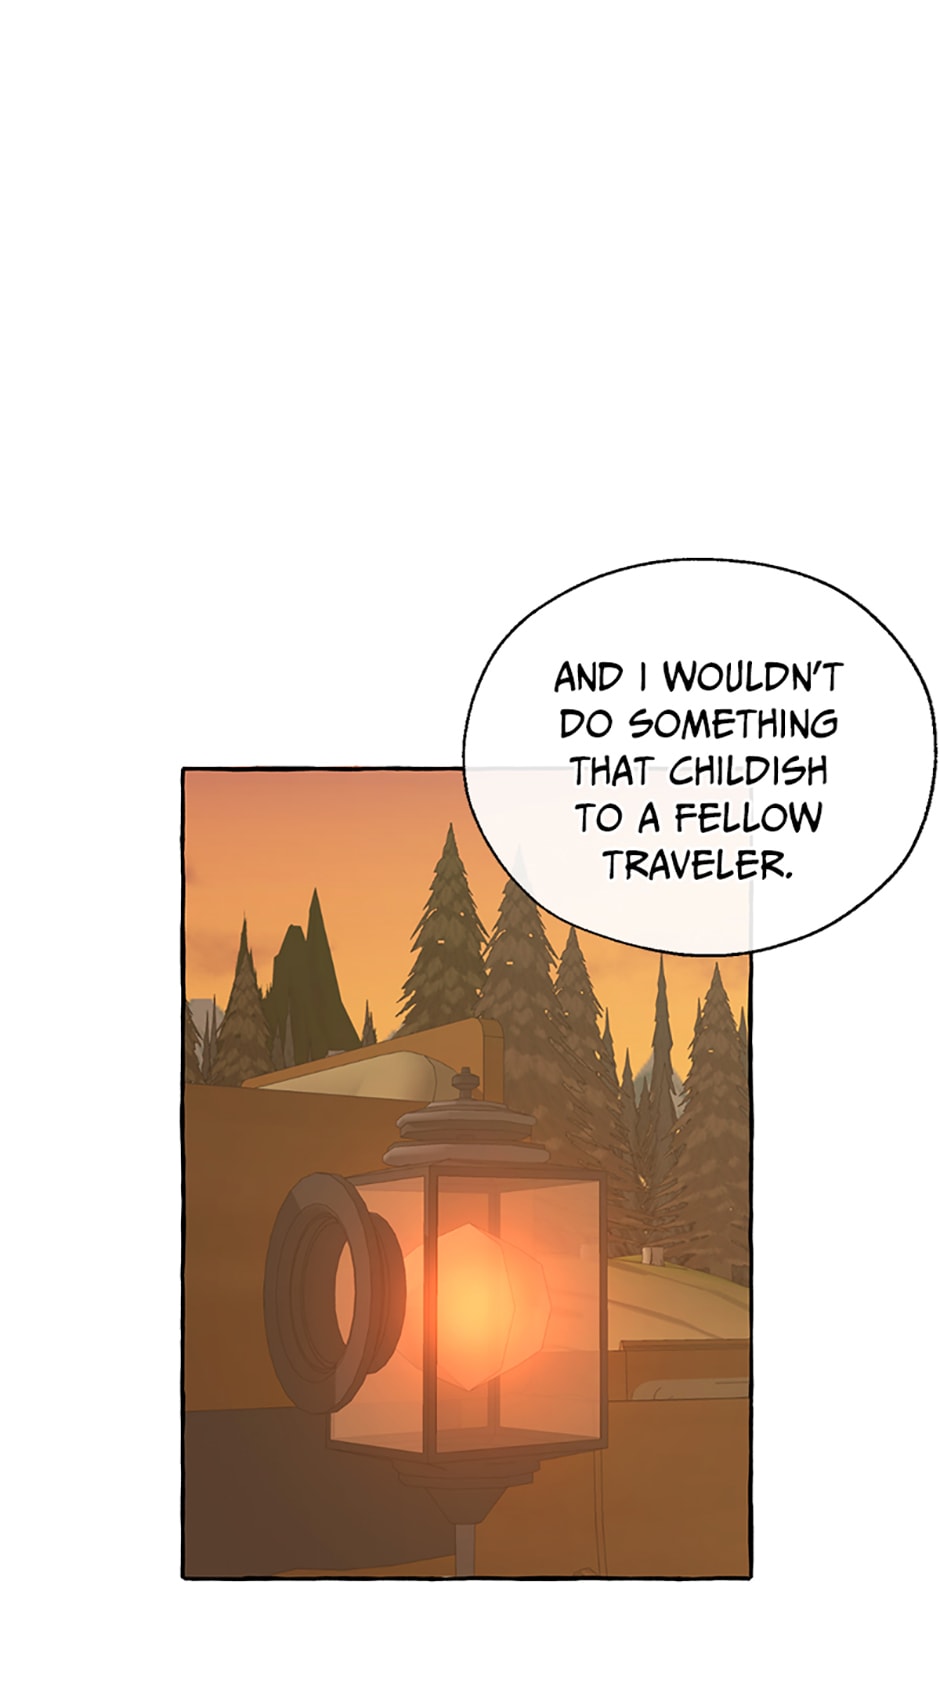 AND I WOULDN'T
DO SOMETHING
THAT CHILDISH
TO A FELLOW
TRAVELER.